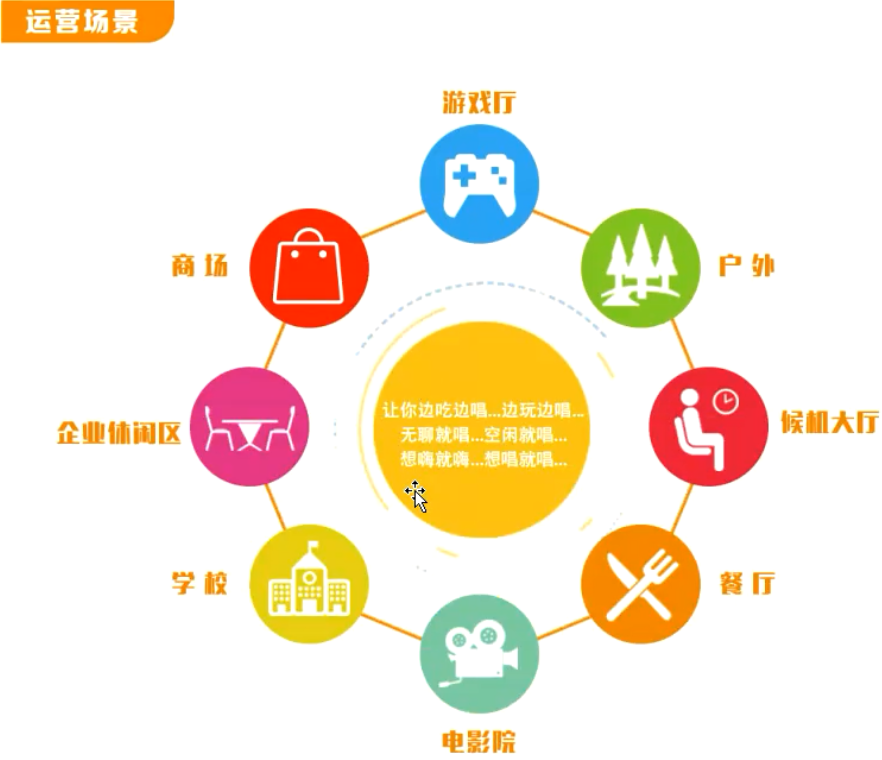 运营场景
游戏厅
商场
户外
让你边吃边唱...边玩边唱...
无聊就唱...空闲就唱...
想嗨就嗨...想唱就唱...
企业休闲区
候机大厅
学校
餐厅
电影院